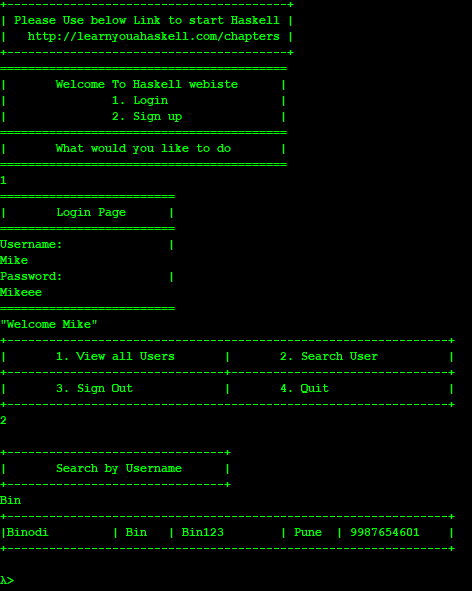 +----------------------------------------+
| Please Use below Link to start Haskell |
|   http://learnyouahaskell.com/chapters |
+----------------------------------------+
=========================================
|       Welcome To Haskell webiste      |
|               1. Login                |
|               2. Sign up              |
=========================================
|       What would you like to do       |
=========================================
1
=========================
|       Login Page      |
=========================
Username:               |
Mike
Password:               |
Mikeee
=========================
"Welcome Mike"
+---------------------------------------------------------------+
|       1. View all Users       |       2. Search User          |
+-------------------------------+-------------------------------+
|       3. Sign Out             |       4. Quit                 |
+---------------------------------------------------------------+
2
+-------------------------------+
|       Search by Username      |
+-------------------------------+
Bin
+---------------------------------------------------------------+
|Binodi         | Bin   | Bin123        | Pune  | 9987654601    |
+---------------------------------------------------------------+
λ>